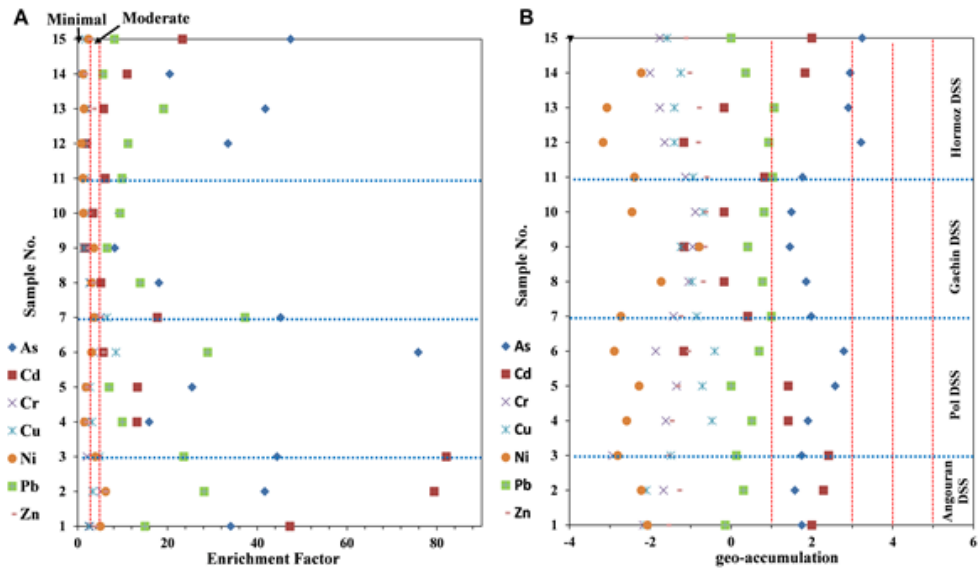 A
Minimal
Moderate
15
14
13
12
11
10
9
8
7
6
5
4
3
2
1
Sample No.
As
Cd
Cr
Cu
Ni
Pb
Zn
0
20
40
60
80
Enrichment Factor
B
15
14
13
12
11
10
9
8
7
6
5
4
3
2
1
Sample No.
As
Cd
Cr
Cu
Ni
Pb
Zn
Hormoz DSS
Gachin DSS
Pol DSS
Angouran
DSS
-4
-2
0
2
4
6
geo-accumulation